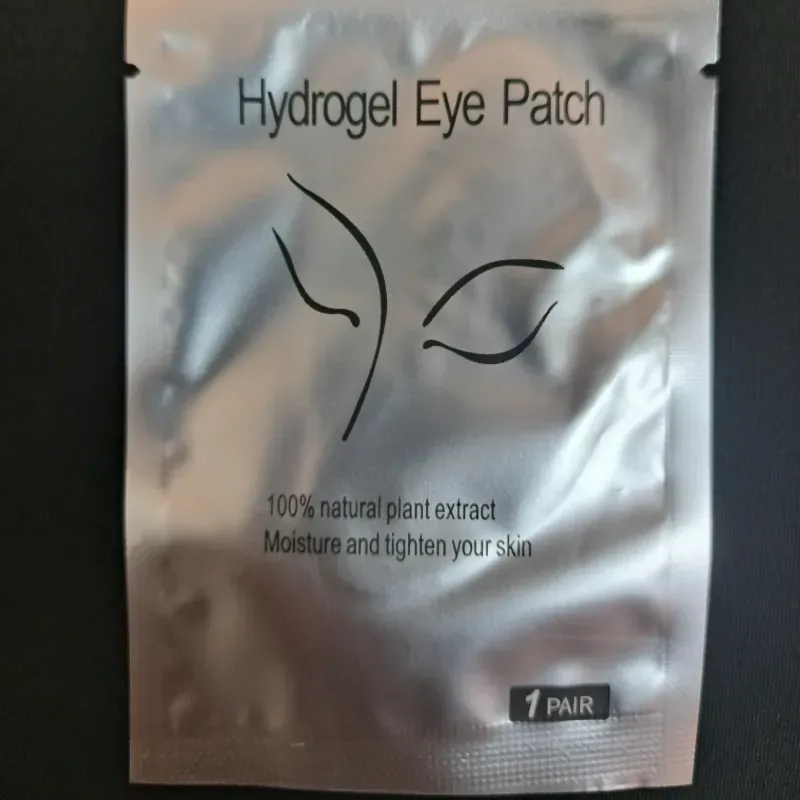 Hydrogel Eye Patch
100% natural plant extract
Moisture and tighten your skin
1 PAIR